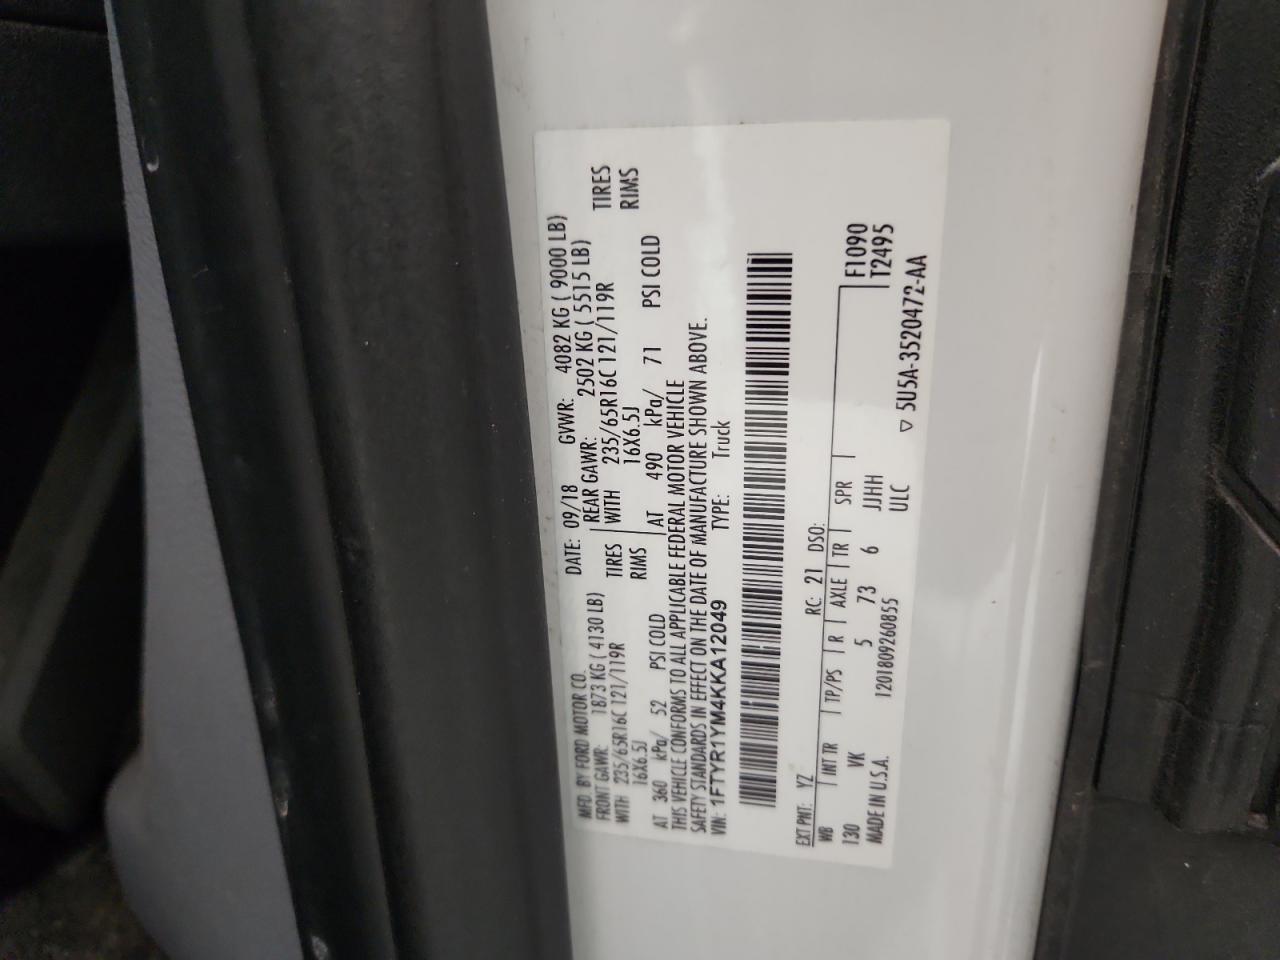 MFD. BY FORD MOTOR CO. DATE: 09/18 GVWR: 4082 KG ( 9000 LB)
FRONT GAWR: 1873 KG ( 4130 LB) REAR GAWR: 2502 KG ( 5515 LB)
WITH 235/65R16C 121/119R TIRES WITH 235/65R16C 121/119R TIRES
16X6.5J RIMS 16X6.5J RIMS
AT 360 kPa/ 52 PSI COLD AT 490 kPa/ 71 PSI COLD
THIS VEHICLE CONFORMS TO ALL APPLICABLE FEDERAL MOTOR VEHICLE
SAFETY STANDARDS IN EFFECT ON THE DATE OF MANUFACTURE SHOWN ABOVE.
VIN: 1FTYR1YM4KKA12049 TYPE: Truck
EXT PNT: YZ RC: 21 DSO:
WB INT TR TP/PS R AXLE TR SPR F1090
130 VK 5 73 6 JJHH T2495
MADE IN U.S.A. 1201809260855 ULC
▽ 5U5A-3520472-AA